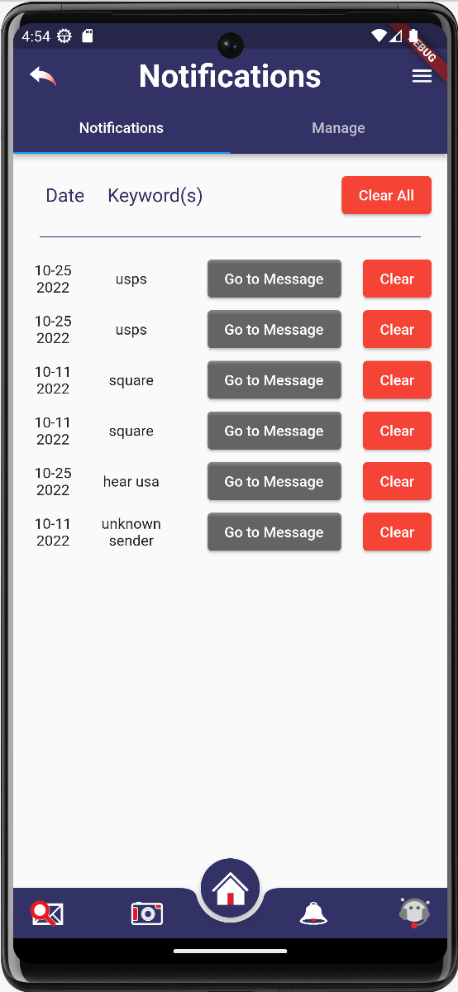 4:54
DEBUG
Notifications
Notifications Manage
Date Keyword(s) Clear All
10-25
2022 usps Go to Message Clear
10-25
2022 usps Go to Message Clear
10-11
2022 square Go to Message Clear
10-11
2022 square Go to Message Clear
10-25
2022 hear usa Go to Message Clear
10-11 unknown
2022 sender Go to Message Clear